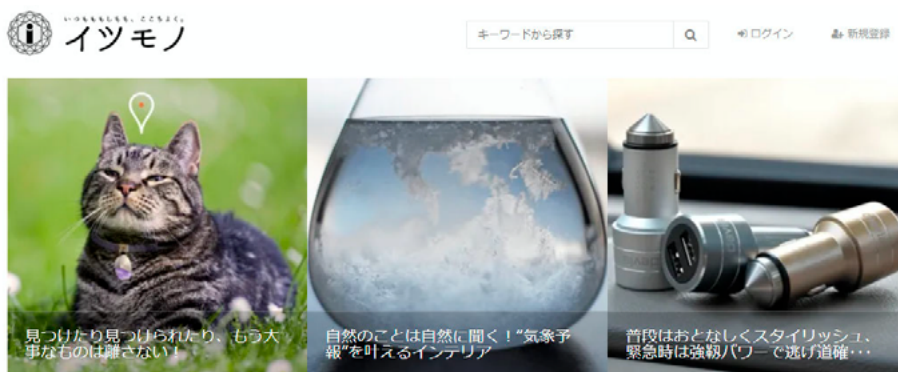 いつももしもも、ここちよく。
イツモノ
キーワードから探す
ログイン
新規登録
見つけたり見つけられたり、もう大
事なものは離さない！
自然のことは自然に聞く！“気象予
報”を叶えるインテリア
普段はおとなしくスタイリッシュ、
緊急時は強靭パワーで逃げ道確･･･